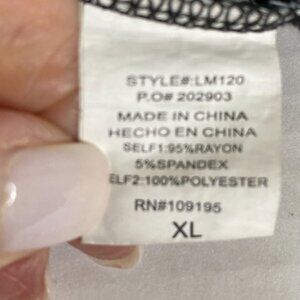 STYLE#:LM120
P.O# 202903
MADE IN CHINA
HECHO EN CHINA
SELF1:95%RAYON
5%SPANDEX
SELF2:100%POLYESTER
RN#109195
XL